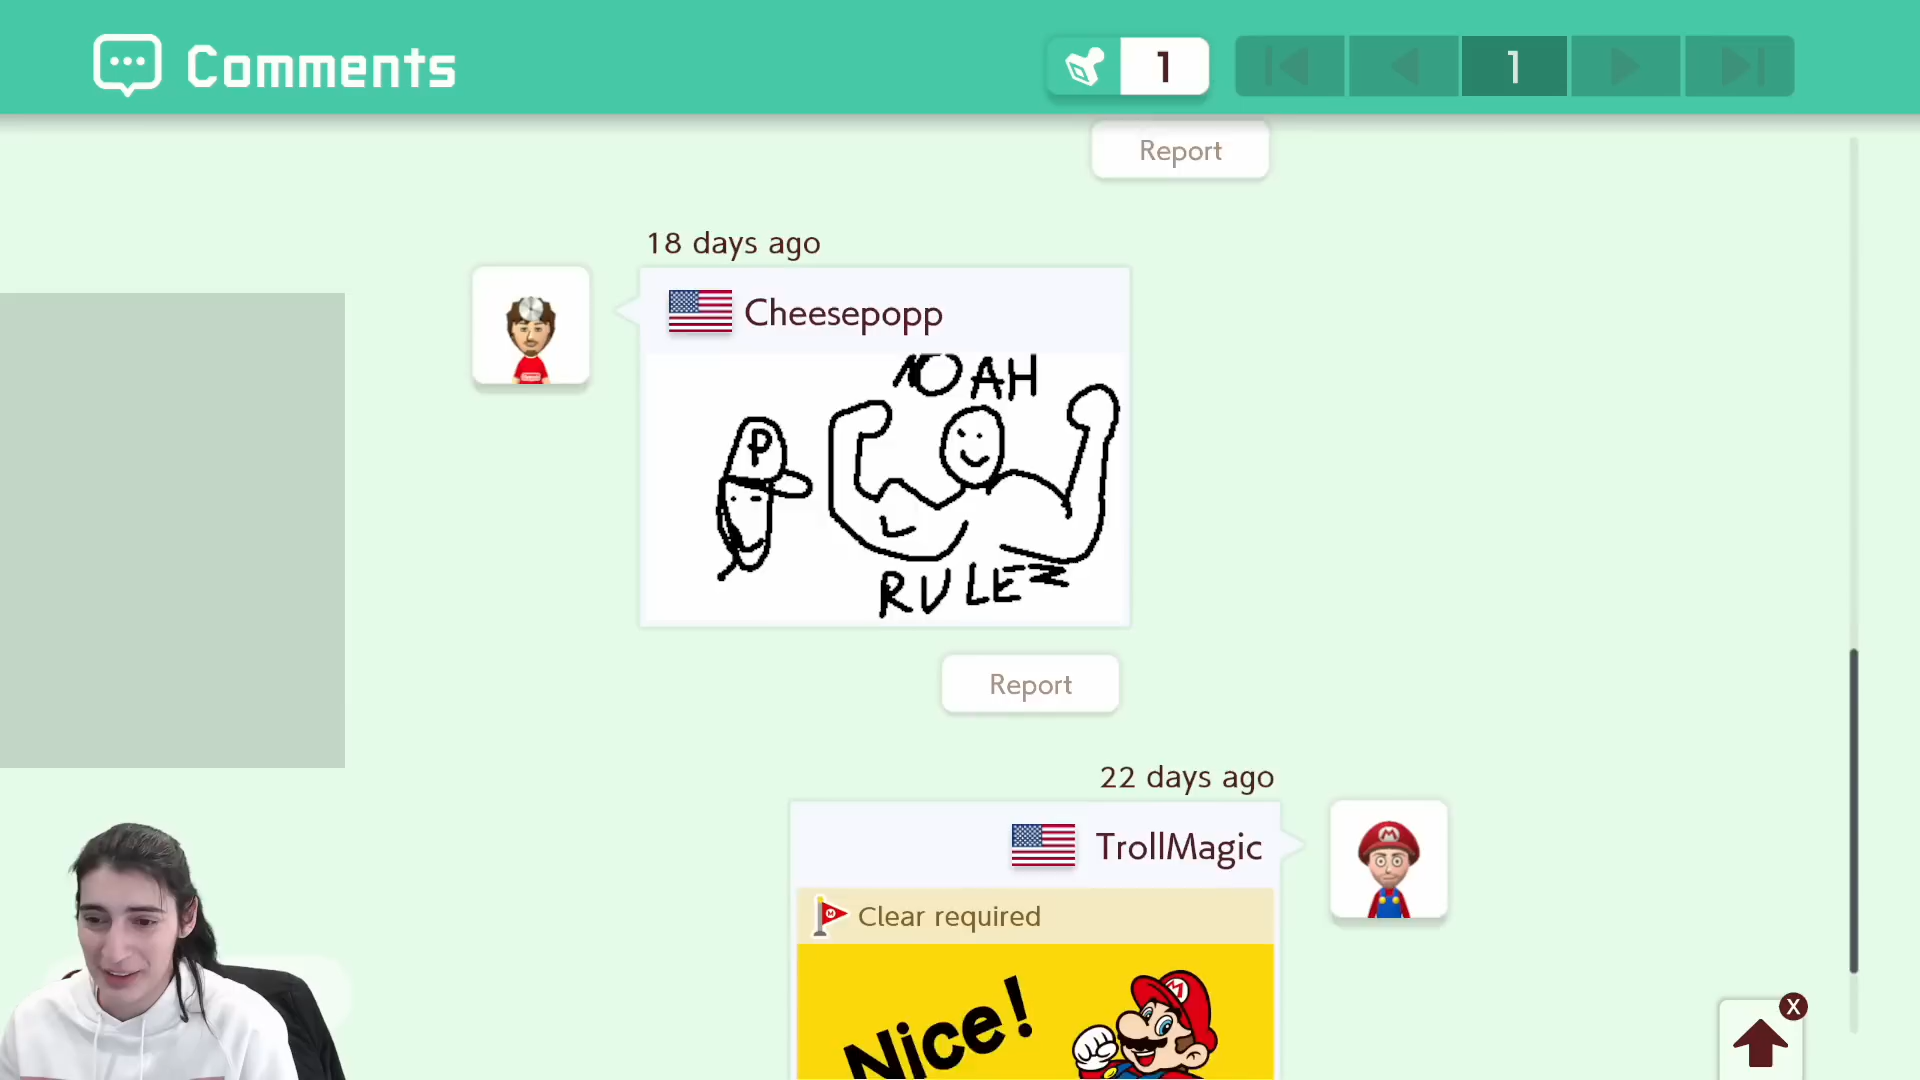 Comments
1
1
Report
18 days ago
Cheesepopp
NOAH
P
RULEZ
Report
22 days ago
TrollMagic
M
Clear required
Nice!
M
M
X